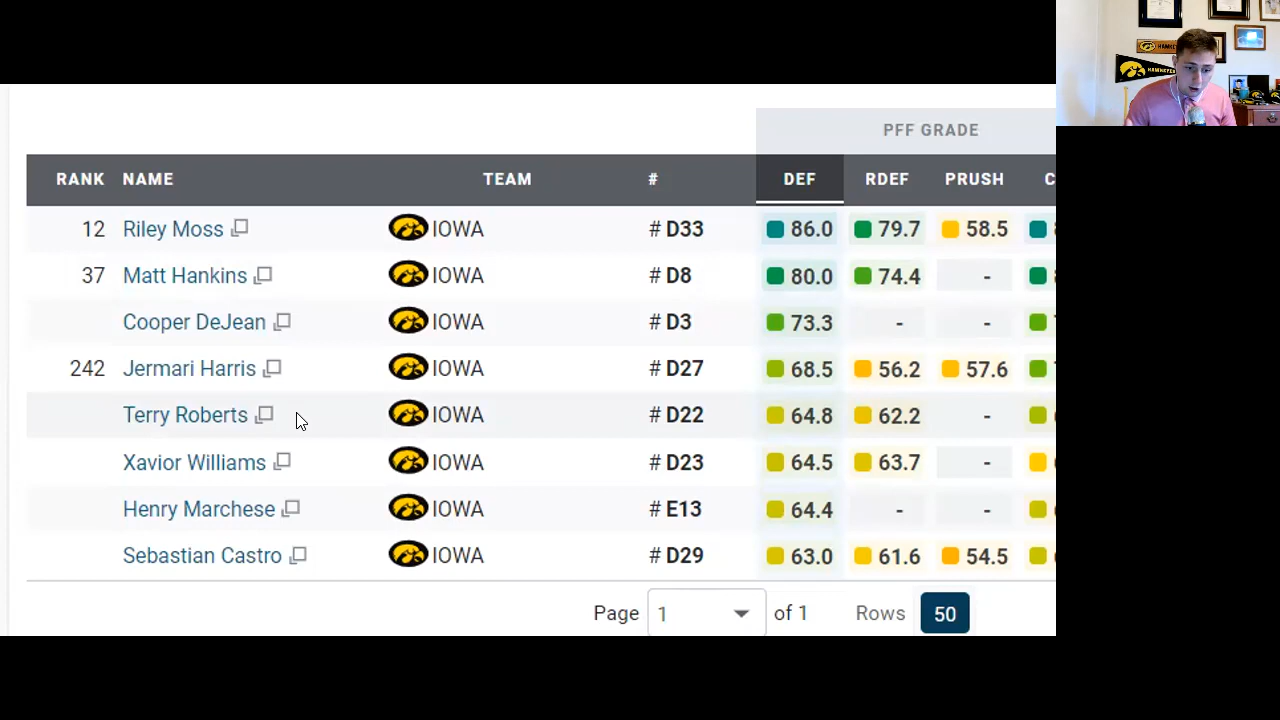 PFF GRADE
RANK NAME TEAM # DEF RDEF PRUSH C
12 Riley Moss IOWA # D33 86.0 79.7 58.5
37 Matt Hankins IOWA # D8 80.0 74.4 -
Cooper DeJean IOWA # D3 73.3 - -
242 Jermari Harris IOWA # D27 68.5 56.2 57.6
Terry Roberts IOWA # D22 64.8 62.2 -
Xavior Williams IOWA # D23 64.5 63.7 -
Henry Marchese IOWA # E13 64.4 - -
Sebastian Castro IOWA # D29 63.0 61.6 54.5
Page 1 of 1 Rows 50